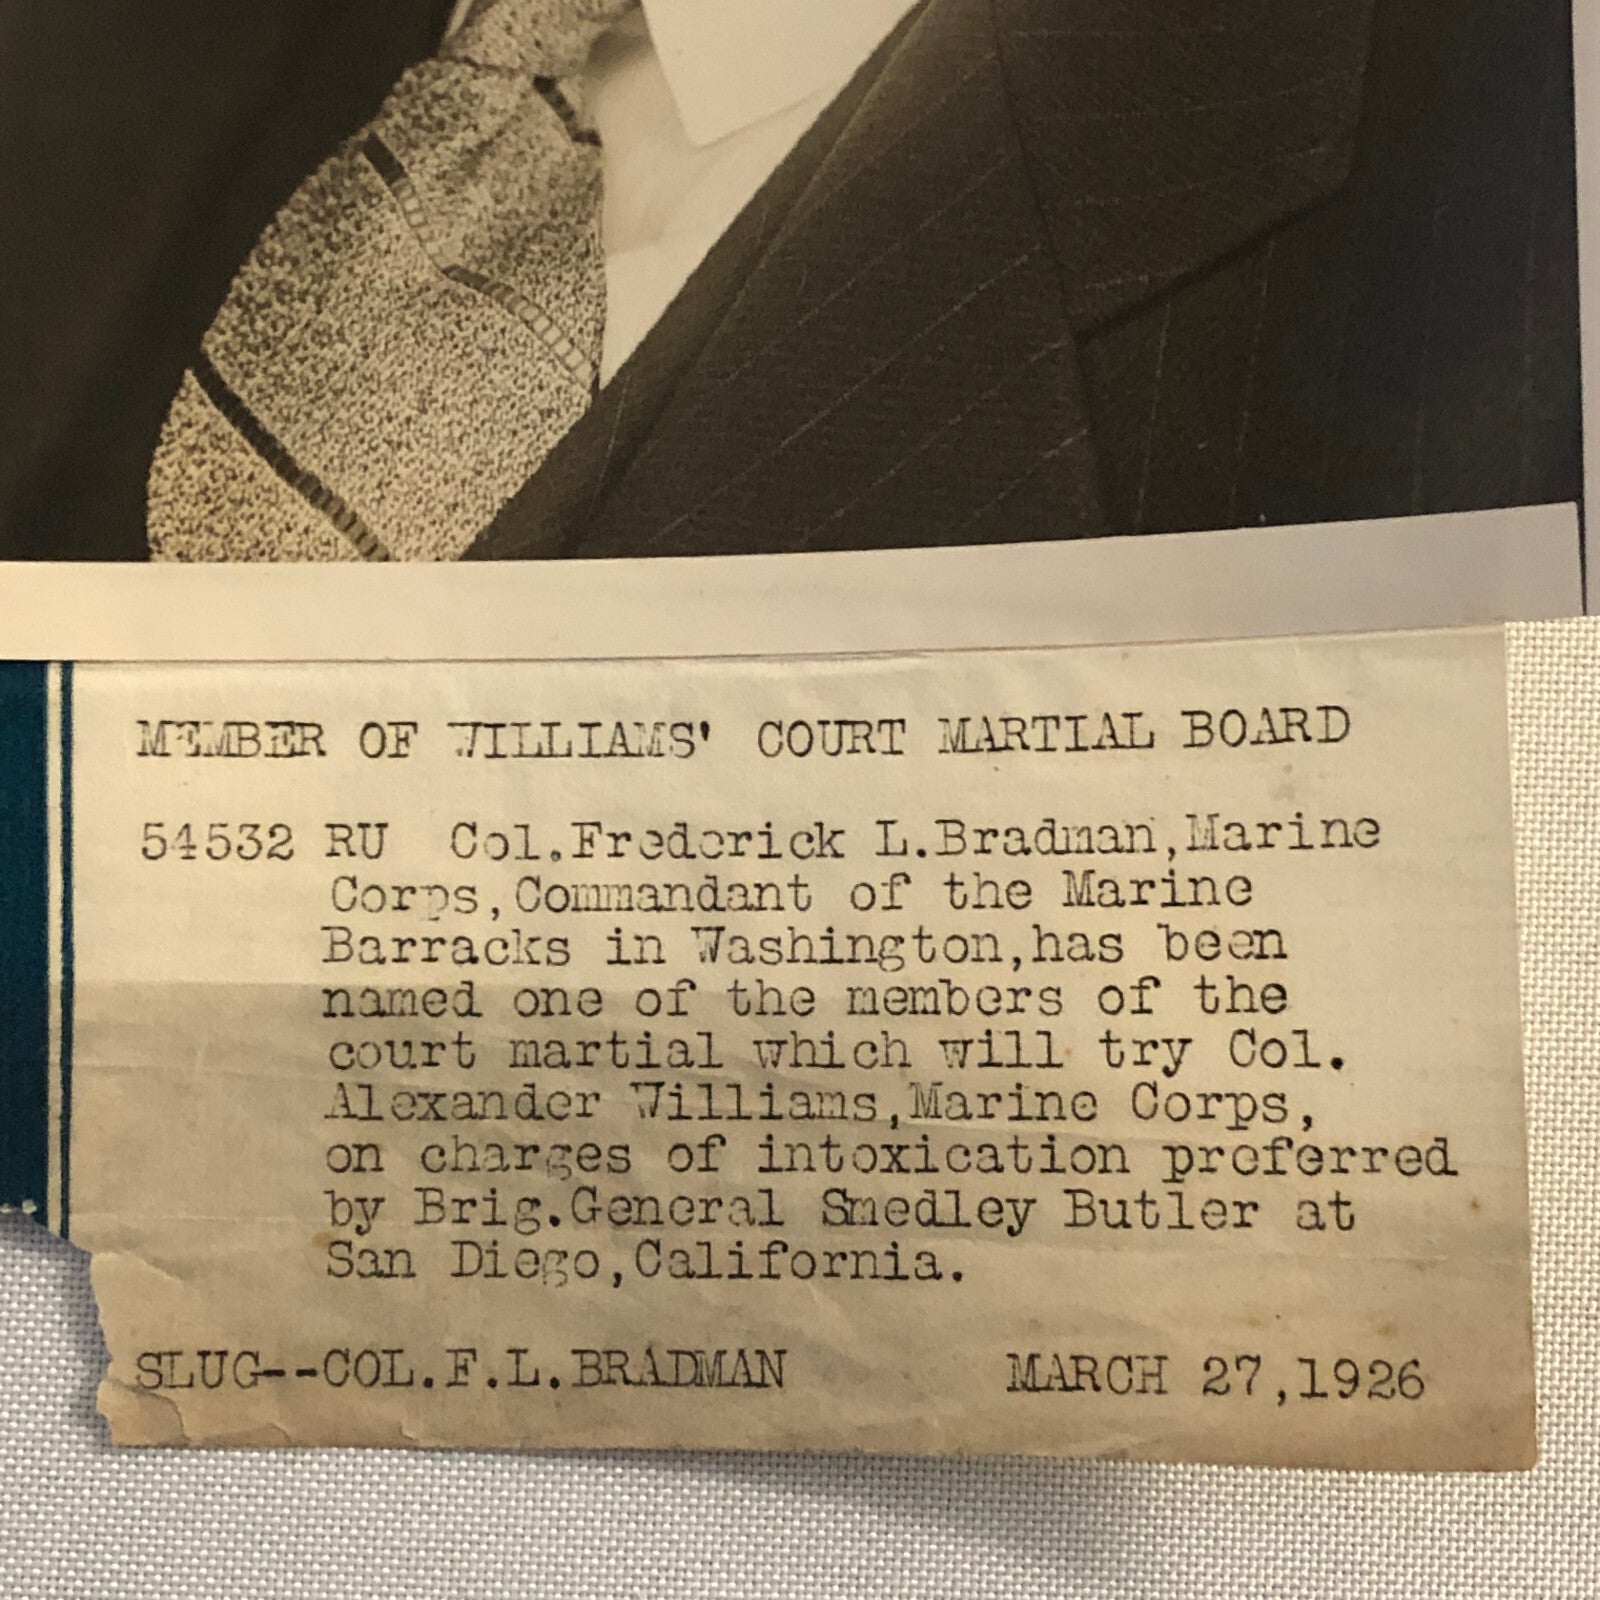 MEMBER OF WILLIAMS' COURT MARTIAL BOARD
54532 RU Col.Frederick L.Bradman,Marine
Corps,Commandant of the Marine
Barracks in Washington,has been
named one of the members of the
court martial which will try Col.
Alexander Williams,Marine Corps,
on charges of intoxication preferred
by Brig.General Smedley Butler at
San Diego,California.
SLUG--COL.F.L.BRADMAN MARCH 27,1926